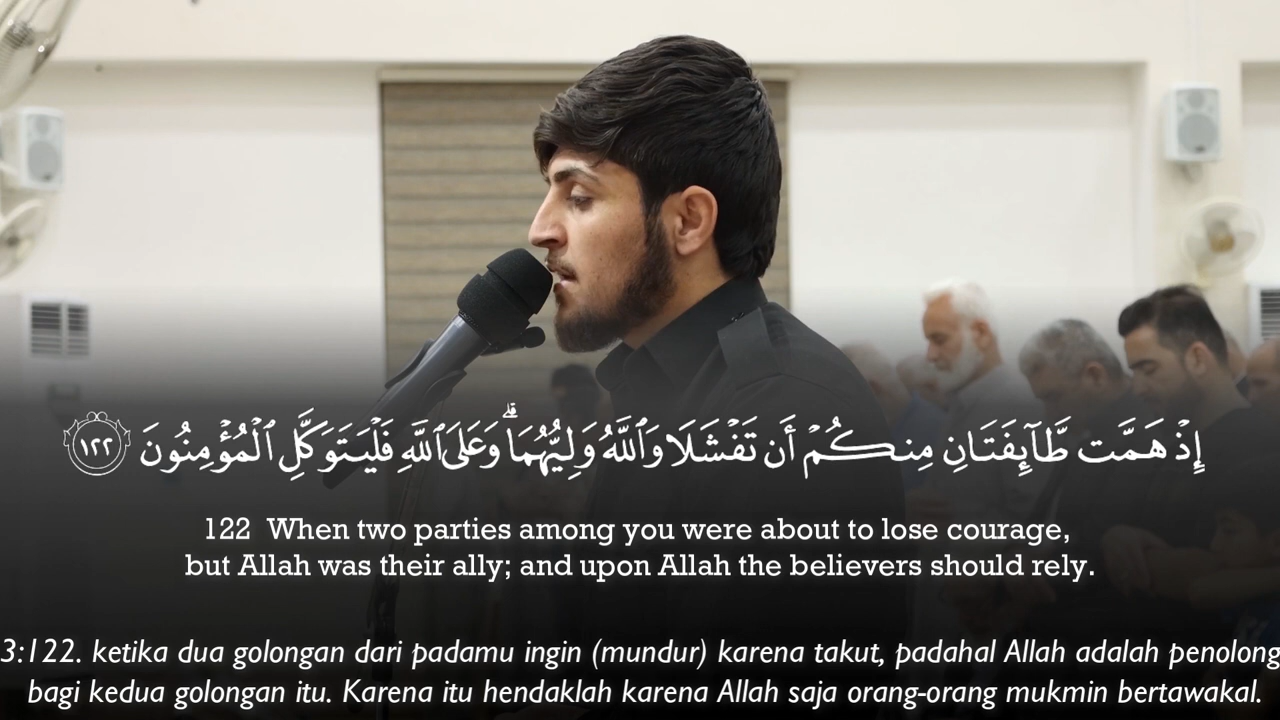 إِذْ هَمَّت طَّآئِفَتَانِ مِنكُمْ أَن تَفْشَلَا وَٱللَّهُ وَلِيُّهُمَا ۗ وَعَلَى ٱللَّهِ فَلْيَتَوَكَّلِ ٱلْمُؤْمِنُونَ ١٢٢
122 When two parties among you were about to lose courage,
but Allah was their ally; and upon Allah the believers should rely.
3:122. ketika dua golongan dari padamu ingin (mundur) karena takut, padahal Allah adalah penolong
bagi kedua golongan itu. Karena itu hendaklah karena Allah saja orang-orang mukmin bertawakal.